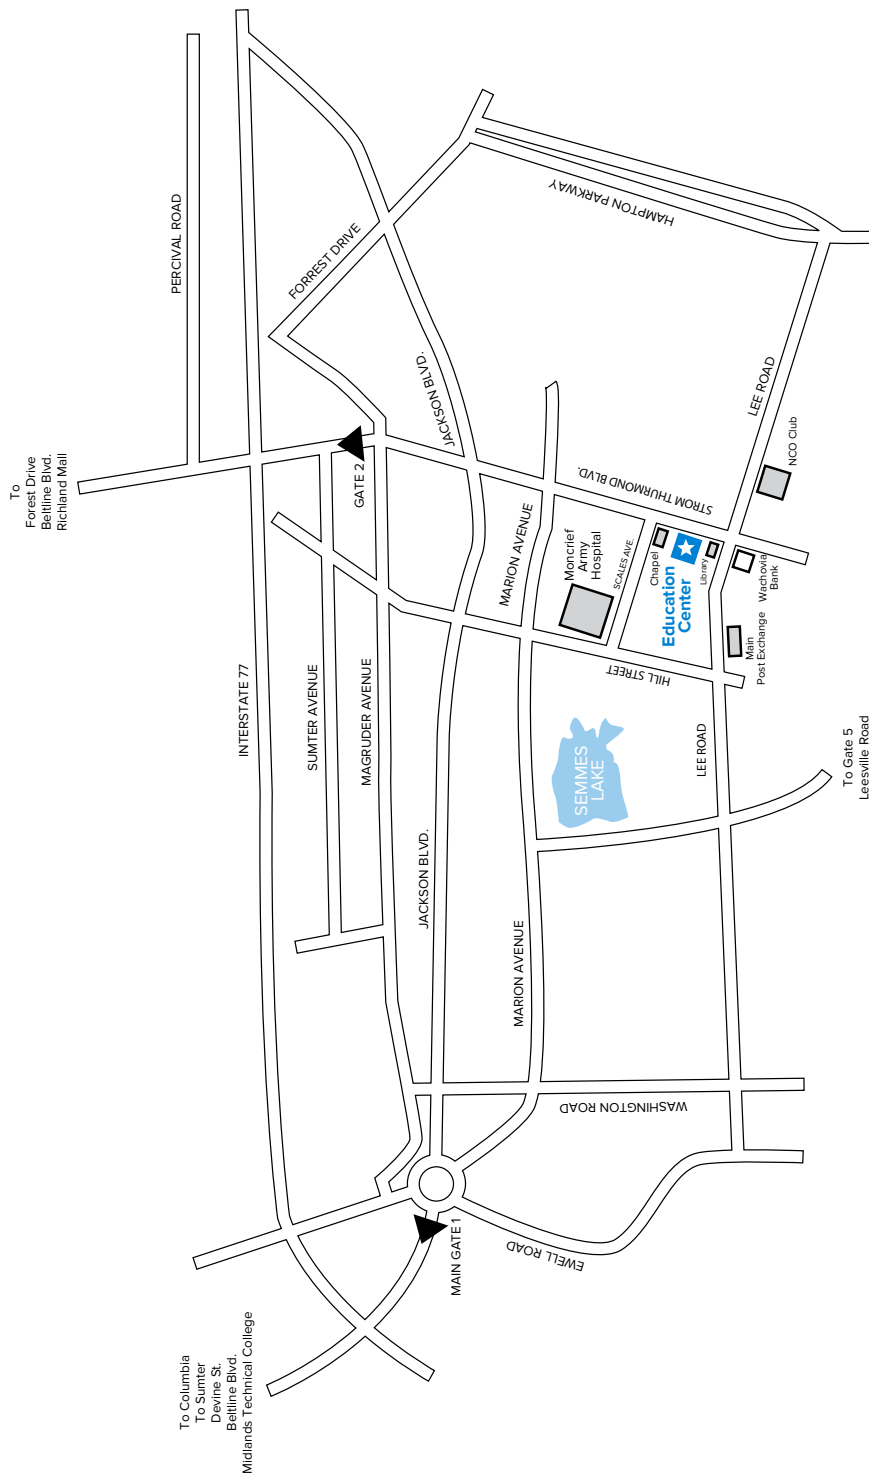 To
Forest Drive
Beltline Blvd.
Richland Mall
PERCIVAL ROAD
FORREST DRIVE
HAMPTON PARKWAY
JACKSON BLVD.
LEE ROAD
GATE 2
NCO Club
STROM THURMOND BLVD.
MARION AVENUE
Moncrief
Army
Hospital
SCALES AVE.
Chapel
Education
Center
Library
Wachovia
Bank
Main
Post Exchange
HILL STREET
INTERSTATE 77
SUMTER AVENUE
MAGRUDER AVENUE
SEMMES
LAKE
LEE ROAD
To Gate 5
Leesville Road
JACKSON BLVD.
MARION AVENUE
WASHINGTON ROAD
EWELL ROAD
MAIN GATE 1
To Columbia
To Sumter
Devine St.
Beltline Blvd.
Midlands Technical College